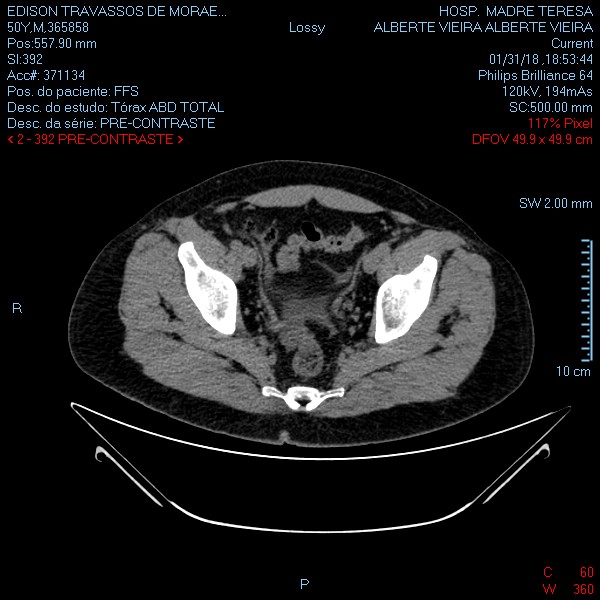 EDISON TRAVASSOS DE MORAE...
50Y,M,365858
Pos:557.90 mm
SI:392
Acc#: 371134
Pos. do paciente: FFS
Desc. do estudo: Tórax ABD TOTAL
Desc. da série: PRE-CONTRASTE
< 2 - 392 PRE-CONTRASTE >
Lossy
HOSP. MADRE TERESA
ALBERTE VIEIRA ALBERTE VIEIRA
Current
01/31/18 ,18:53:44
Philips Brilliance 64
120kV, 194mAs
SC:500.00 mm
117% Pixel
DFOV 49.9 x 49.9 cm
SW 2.00 mm
R
10 cm
P
C 60
W 360